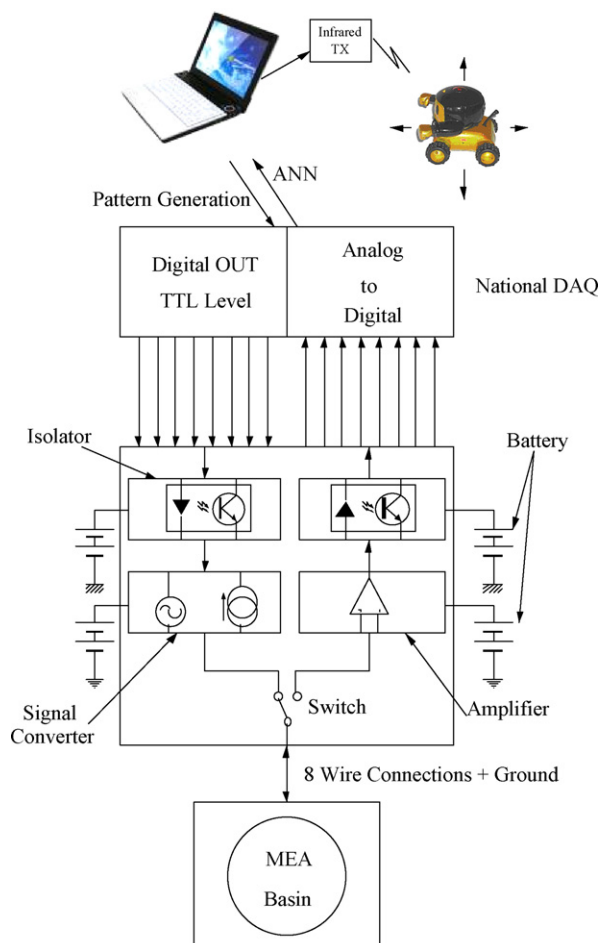 Infrared
TX
ANN
Pattern Generation
Digital OUT
TTL Level
Analog
to
Digital
National DAQ
Isolator
Battery
Switch
Signal
Converter
Amplifier
8 Wire Connections + Ground
MEA
Basin